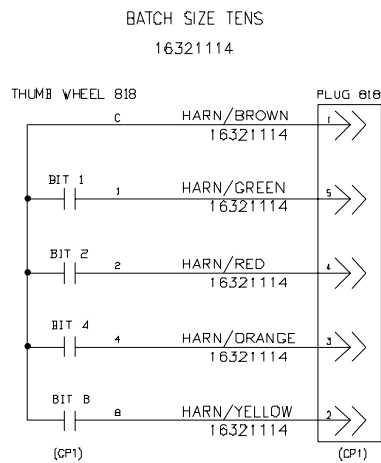 BATCH SIZE TENS
16321114
THUMB WHEEL 818
PLUG 818
C
HARN/BROWN
1
16321114
BIT 1
1
HARN/GREEN
5
16321114
BIT 2
2
HARN/RED
4
16321114
BIT 4
4
HARN/ORANGE
3
16321114
BIT 8
8
HARN/YELLOW
2
16321114
(CP1)
(CP1)